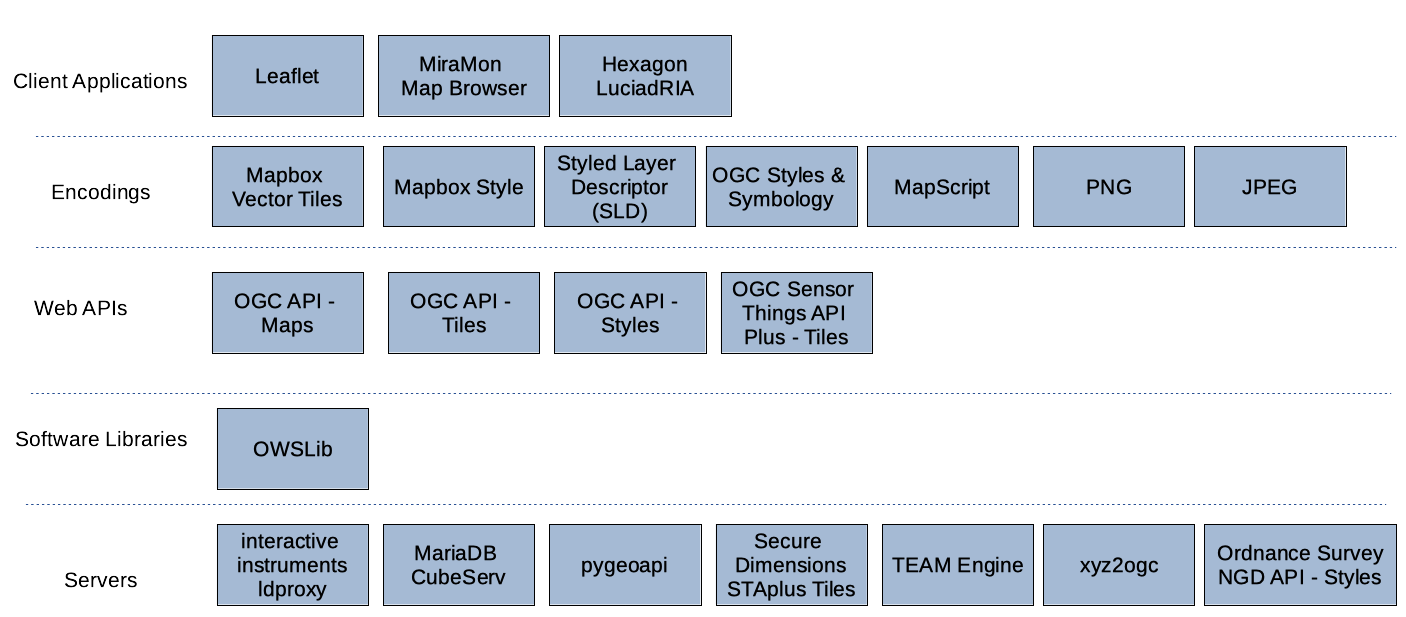 Client Applications
Leaflet
MiraMon
Map Browser
Hexagon
LuciadRIA
Encodings
Mapbox
Vector Tiles
Mapbox Style
Styled Layer
Descriptor
(SLD)
OGC Styles &
Symbology
MapScript
PNG
JPEG
Web APIs
OGC API -
Maps
OGC API -
Tiles
OGC API -
Styles
OGC Sensor
Things API
Plus - Tiles
Software Libraries
OWSLib
Servers
interactive
instruments
ldproxy
MariaDB
CubeServ
pygeoapi
Secure
Dimensions
STAplus Tiles
TEAM Engine
xyz2ogc
Ordnance Survey
NGD API - Styles